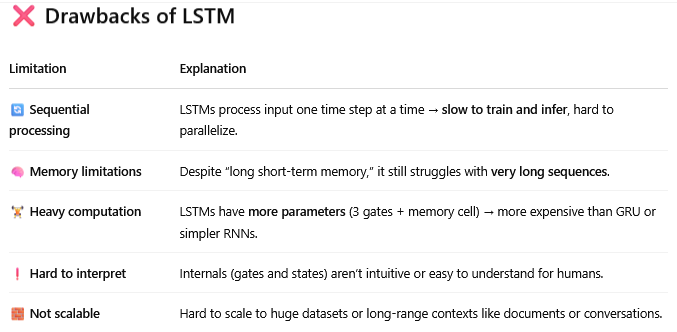 ❌ Drawbacks of LSTM
Limitation Explanation
🔄 Sequential processing LSTMs process input one time step at a time → slow to train and infer, hard to parallelize.
🧠 Memory limitations Despite “long short-term memory,” it still struggles with very long sequences.
🏋️ Heavy computation LSTMs have more parameters (3 gates + memory cell) → more expensive than GRU or simpler RNNs.
❗ Hard to interpret Internals (gates and states) aren’t intuitive or easy to understand for humans.
🧱 Not scalable Hard to scale to huge datasets or long-range contexts like documents or conversations.